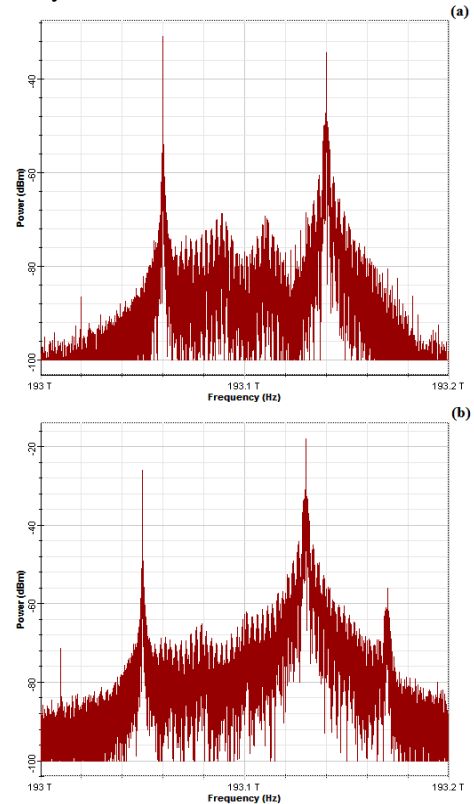 (a)
-40
-60
-80
-100
Power (dBm)
193 T
193.1 T
193.2 T
Frequency (Hz)
(b)
-20
-40
-60
-80
-100
Power (dBm)
193 T
193.1 T
193.2 T
Frequency (Hz)